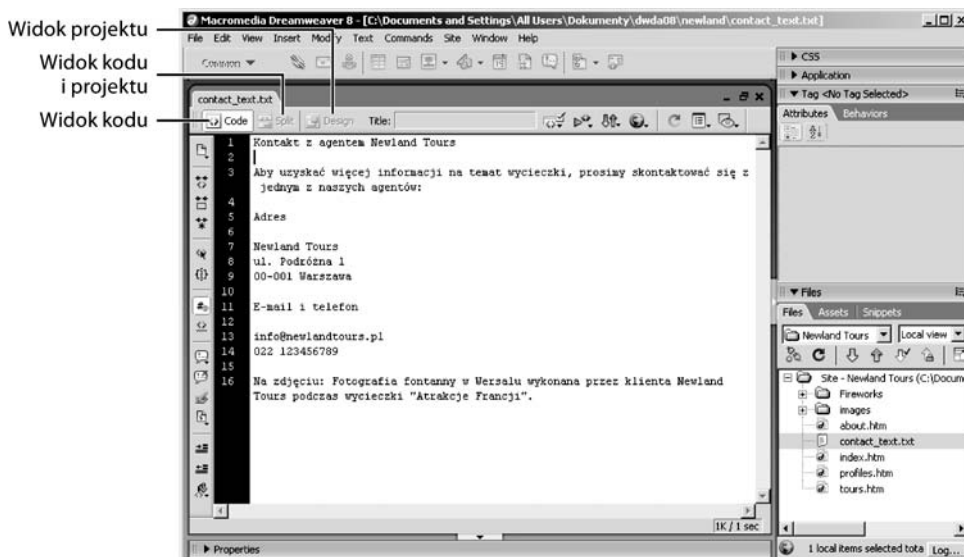 Widok projektu
Widok kodu
i projektu
Widok kodu
Macromedia Dreamweaver 8 - [C:\Documents and Settings\All Users\Dokumenty\dwda08\newland\contact_text.txt]
File Edit View Insert Modify Text Commands Site Window Help
Common
contact_text.txt
Code Split Design Title:
1 Kontakt z agentem Newland Tours
2
3 Aby uzyskać więcej informacji na temat wycieczki, prosimy skontaktować się z
jednym z naszych agentów:
4
5 Adres
6
7 Newland Tours
8 ul. Podróżna 1
9 00-001 Warszawa
10
11 E-mail i telefon
12
13 info@newlandtours.pl
14 022 123456789
15
16 Na zdjęciu: Fotografia fontanny w Wersalu wykonana przez klienta Newland
Tours podczas wycieczki "Atrakcje Francji".
1K / 1 sec
Properties
CSS
Application
Tag <No Tag Selected>
Attributes Behaviors
Files
Files Assets Snippets
Newland Tours Local view
Site - Newland Tours (C:\Docum
Fireworks
images
about.htm
contact_text.txt
index.htm
profiles.htm
tours.htm
1 local items selected tota Log...